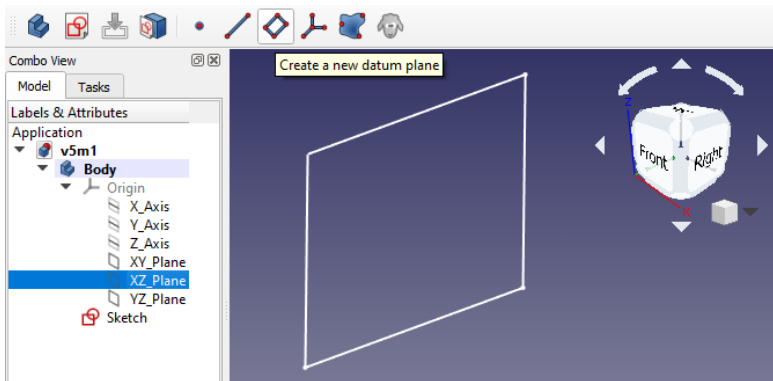 Combo View
Create a new datum plane
Model
Tasks
Labels & Attributes
Application
v5m1
Body
Origin
X_Axis
Y_Axis
Z_Axis
XY_Plane
XZ_Plane
YZ_Plane
Sketch
Z
Front
Right
X